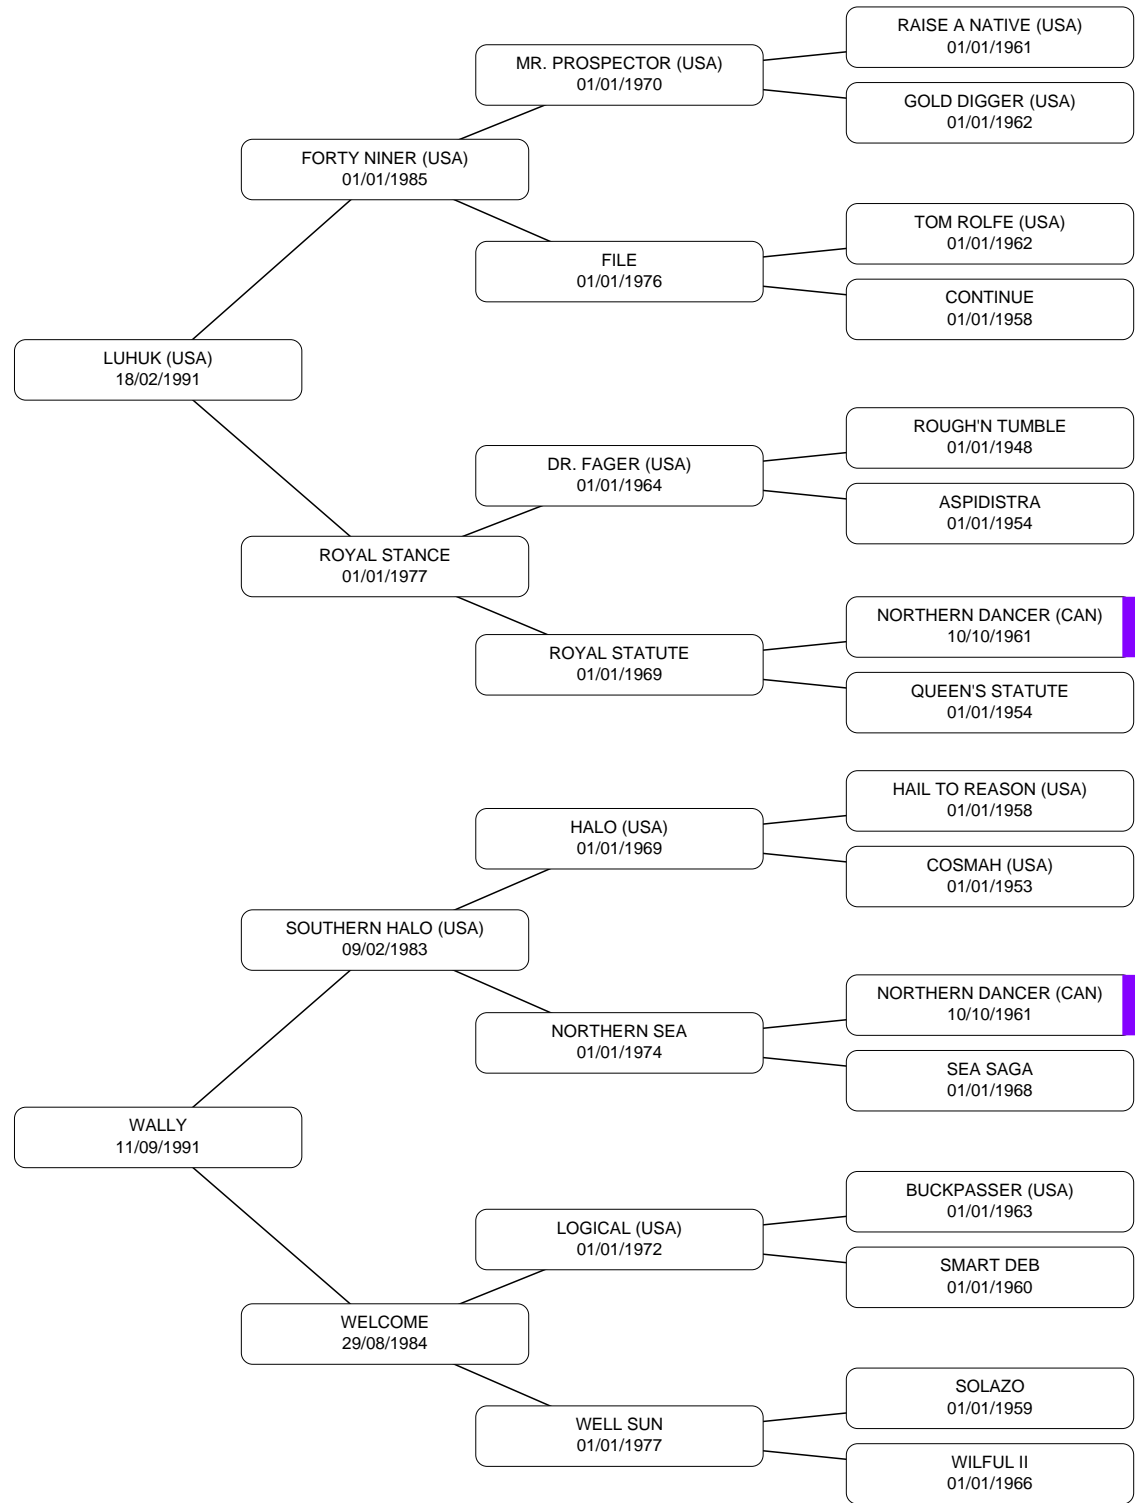 RAISE A NATIVE (USA)
01/01/1961
MR. PROSPECTOR (USA)
01/01/1970
GOLD DIGGER (USA)
01/01/1962
FORTY NINER (USA)
01/01/1985
TOM ROLFE (USA)
01/01/1962
FILE
01/01/1976
CONTINUE
01/01/1958
LUHUK (USA)
18/02/1991
ROUGH'N TUMBLE
01/01/1948
DR. FAGER (USA)
01/01/1964
ASPIDISTRA
01/01/1954
ROYAL STANCE
01/01/1977
NORTHERN DANCER (CAN)
10/10/1961
ROYAL STATUTE
01/01/1969
QUEEN'S STATUTE
01/01/1954
HAIL TO REASON (USA)
01/01/1958
HALO (USA)
01/01/1969
COSMAH (USA)
01/01/1953
SOUTHERN HALO (USA)
09/02/1983
NORTHERN DANCER (CAN)
10/10/1961
NORTHERN SEA
01/01/1974
SEA SAGA
01/01/1968
WALLY
11/09/1991
BUCKPASSER (USA)
01/01/1963
LOGICAL (USA)
01/01/1972
SMART DEB
01/01/1960
WELCOME
29/08/1984
SOLAZO
01/01/1959
WELL SUN
01/01/1977
WILFUL II
01/01/1966